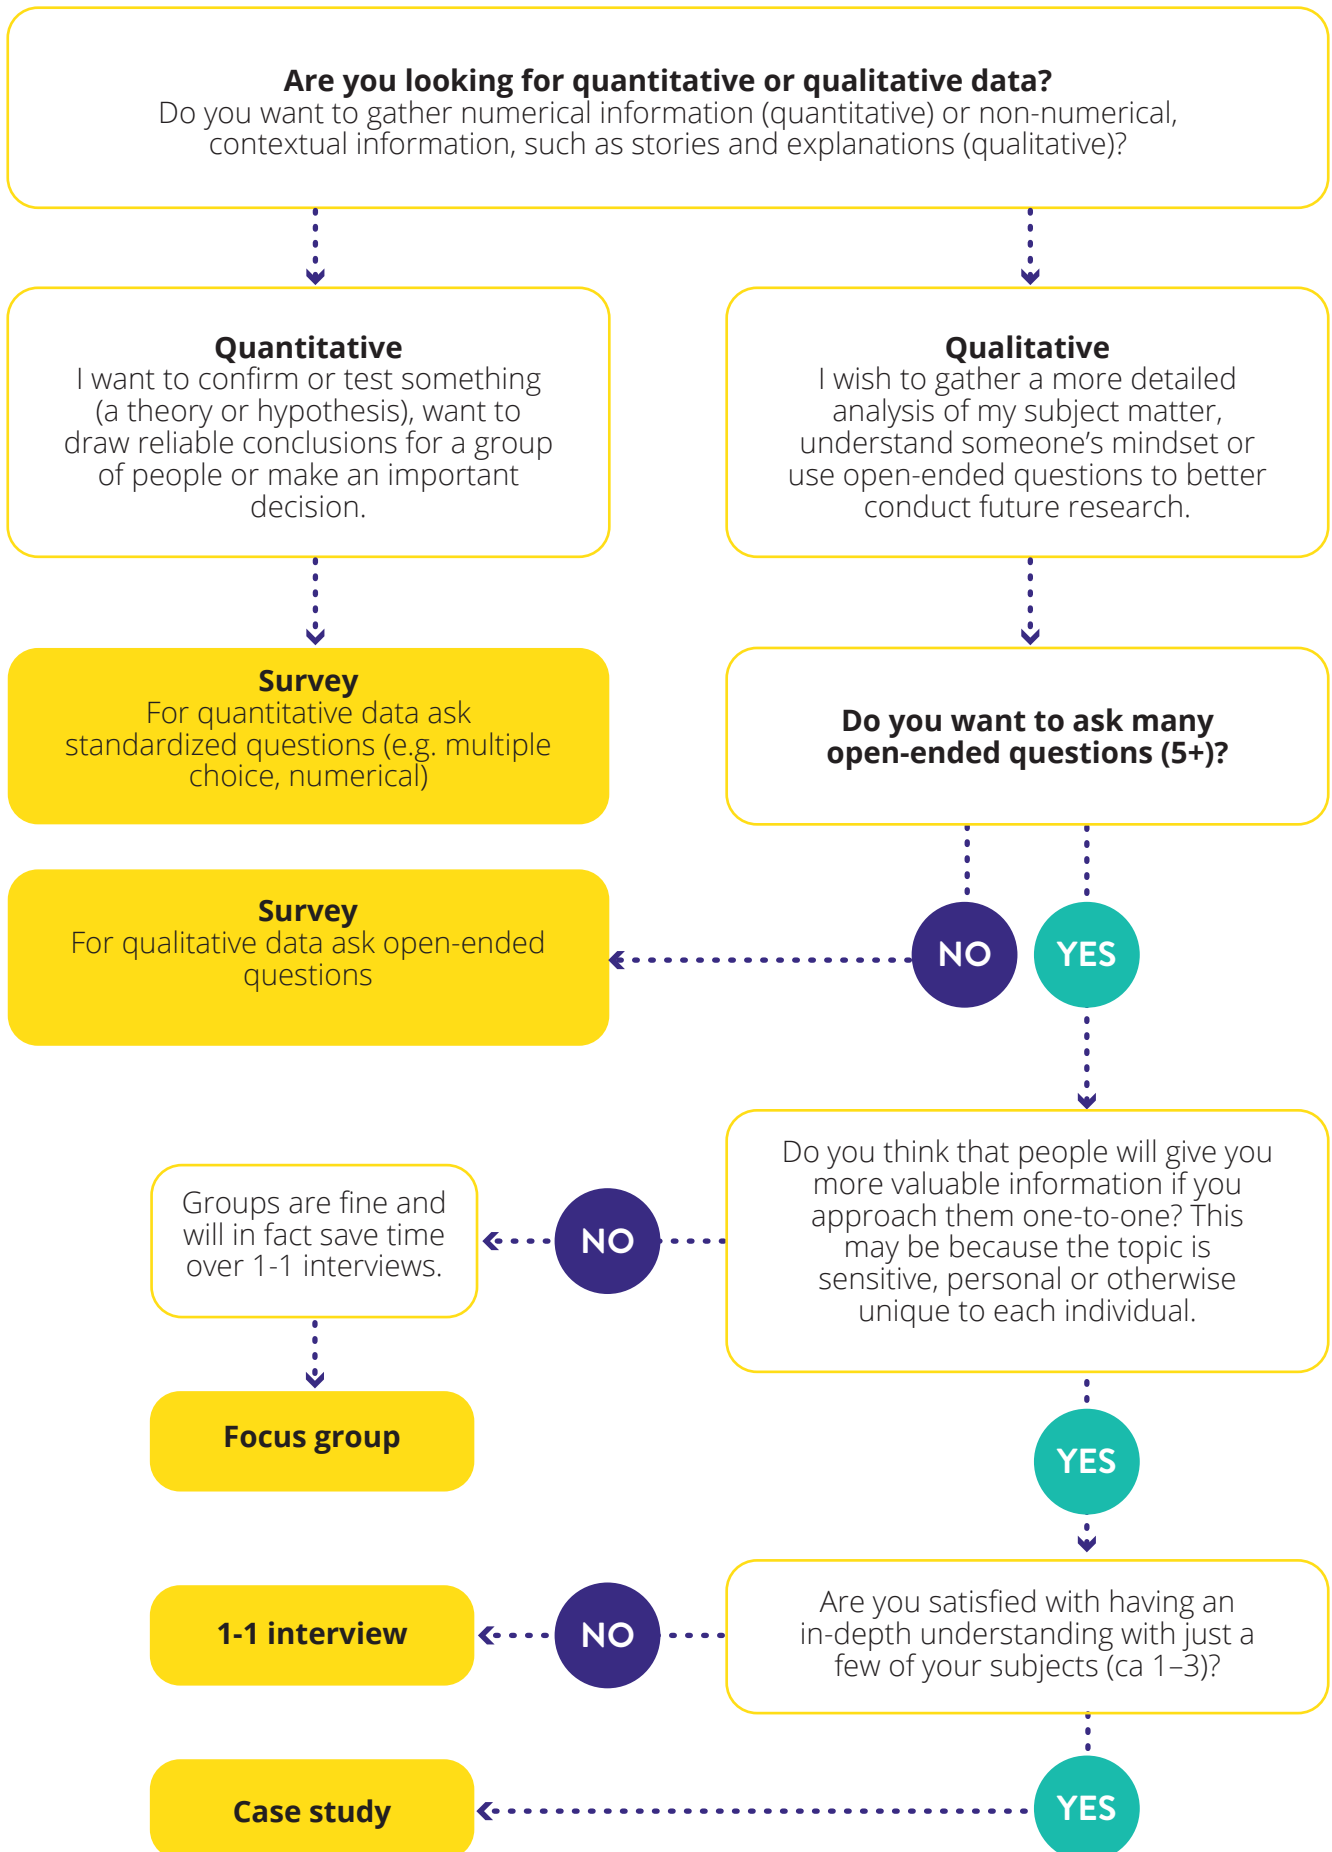 Are you looking for quantitative or qualitative data?
Do you want to gather numerical information (quantitative) or non-numerical,
contextual information, such as stories and explanations (qualitative)?
Quantitative
I want to confirm or test something
(a theory or hypothesis), want to
draw reliable conclusions for a group
of people or make an important
decision.
Qualitative
I wish to gather a more detailed
analysis of my subject matter,
understand someone’s mindset or
use open-ended questions to better
conduct future research.
Survey
For quantitative data ask
standardized questions (e.g. multiple
choice, numerical)
Do you want to ask many
open-ended questions (5+)?
Survey
For qualitative data ask open-ended
questions
NO
YES
Do you think that people will give you
more valuable information if you
approach them one-to-one? This
may be because the topic is
sensitive, personal or otherwise
unique to each individual.
NO
Groups are fine and
will in fact save time
over 1-1 interviews.
Focus group
YES
Are you satisfied with having an
in-depth understanding with just a
few of your subjects (ca 1–3)?
NO
1-1 interview
YES
Case study